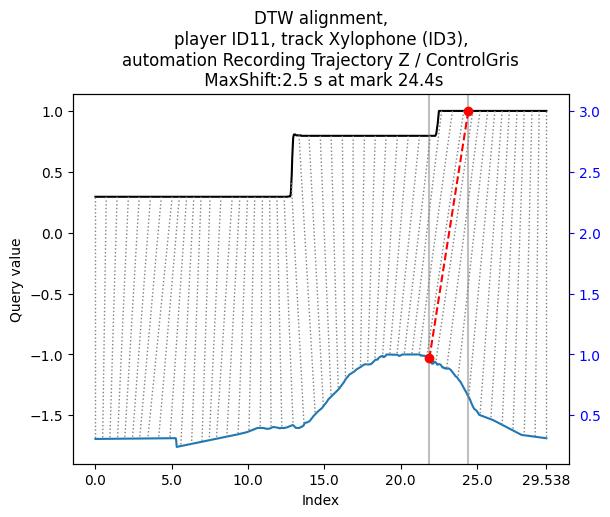 DTW alignment,
player ID11, track Xylophone (ID3),
automation Recording Trajectory Z / ControlGris
MaxShift:2.5 s at mark 24.4s
1.0
0.5
0.0
−0.5
−1.0
−1.5
Query value
3.0
2.5
2.0
1.5
1.0
0.5
0.0 5.0 10.0 15.0 20.0 25.0 29.538
Index